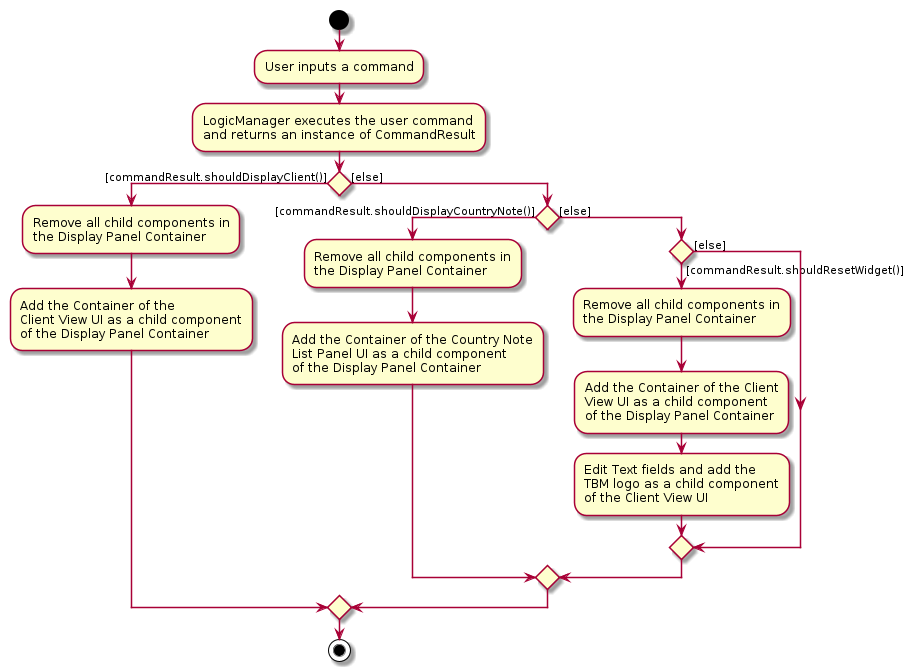 User inputs a command
LogicManager executes the user command
and returns an instance of CommandResult
[commandResult.shouldDisplayClient()]
[else]
Remove all child components in
the Display Panel Container
Add the Container of the
Client View UI as a child component
of the Display Panel Container
[commandResult.shouldDisplayCountryNote()]
[else]
Remove all child components in
the Display Panel Container
Add the Container of the Country Note
List Panel UI as a child component
of the Display Panel Container
[else]
[commandResult.shouldResetWidget()]
Remove all child components in
the Display Panel Container
Add the Container of the Client
View UI as a child component
of the Display Panel Container
Edit Text fields and add the
TBM logo as a child component
of the Client View UI